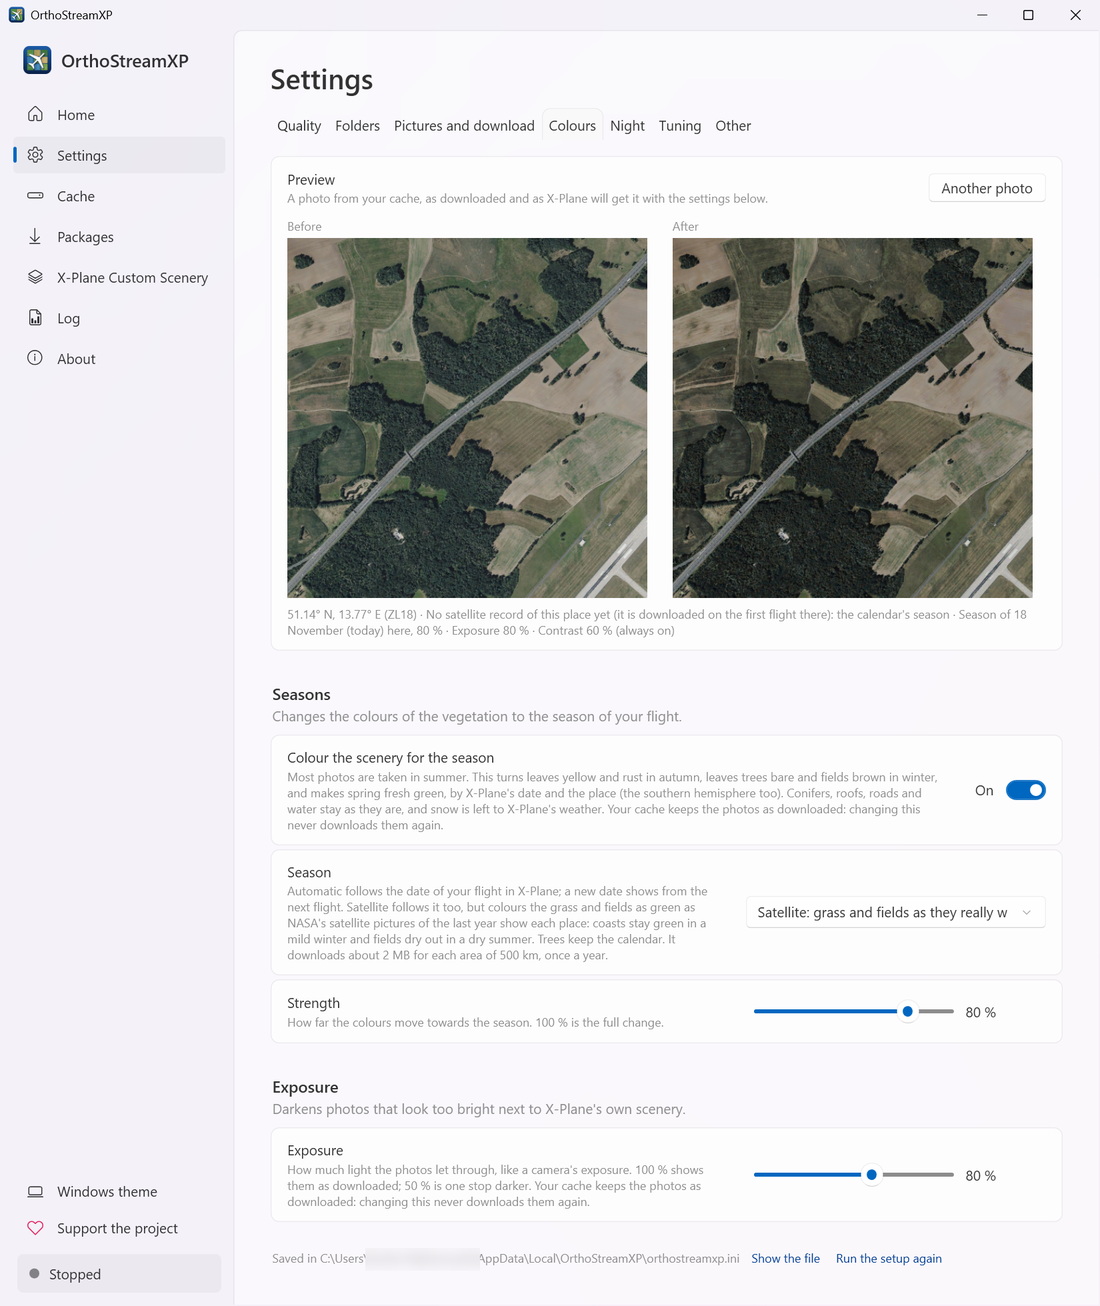 OrthoStreamXP
OrthoStreamXP
Home
Settings
Cache
Packages
X-Plane Custom Scenery
Log
About
Windows theme
Support the project
Stopped
Settings
Quality Folders Pictures and download Colours Night Tuning Other
Preview
A photo from your cache, as downloaded and as X-Plane will get it with the settings below.
Another photo
Before After
51.14° N, 13.77° E (ZL18) · No satellite record of this place yet (it is downloaded on the first flight there): the calendar's season · Season of 18
November (today) here, 80 % · Exposure 80 % · Contrast 60 % (always on)
Seasons
Changes the colours of the vegetation to the season of your flight.
Colour the scenery for the season
Most photos are taken in summer. This turns leaves yellow and rust in autumn, leaves trees bare and fields brown in winter,
and makes spring fresh green, by X-Plane's date and the place (the southern hemisphere too). Conifers, roofs, roads and
water stay as they are, and snow is left to X-Plane's weather. Your cache keeps the photos as downloaded: changing this
never downloads them again.
On
Season
Automatic follows the date of your flight in X-Plane; a new date shows from the
next flight. Satellite follows it too, but colours the grass and fields as green as
NASA's satellite pictures of the last year show each place: coasts stay green in a
mild winter and fields dry out in a dry summer. Trees keep the calendar. It
downloads about 2 MB for each area of 500 km, once a year.
Satellite: grass and fields as they really w
Strength
How far the colours move towards the season. 100 % is the full change.
80 %
Exposure
Darkens photos that look too bright next to X-Plane's own scenery.
Exposure
How much light the photos let through, like a camera's exposure. 100 % shows
them as downloaded; 50 % is one stop darker. Your cache keeps the photos as
downloaded: changing this never downloads them again.
80 %
Saved in C:\Users\ AppData\Local\OrthoStreamXP\orthostreamxp.ini Show the file Run the setup again